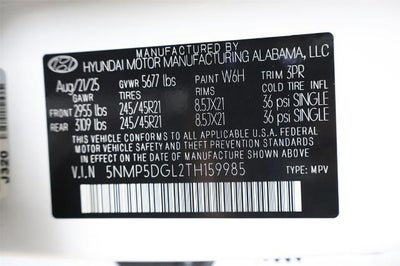 MANUFACTURED BY
HYUNDAI MOTOR MANUFACTURING ALABAMA, LLC
Aug/21/25 GVWR 5677 lbs PAINT W6H TRIM 3PR
GAWR TIRES RIMS COLD TIRE INFL
FRONT 2955 lbs 245/45R21 8.5JX21 36 psi SINGLE
REAR 3109 lbs 245/45R21 8.5JX21 36 psi SINGLE
THIS VEHICLE CONFORMS TO ALL APPLICABLE U.S. FEDERAL
MOTOR VEHICLE SAFETY STANDARDS IN EFFECT ON THE DATE
OF MANUFACTURE SHOWN ABOVE.
V.I.N 5NMP5DGL2TH159985 TYPE: MPV
J320